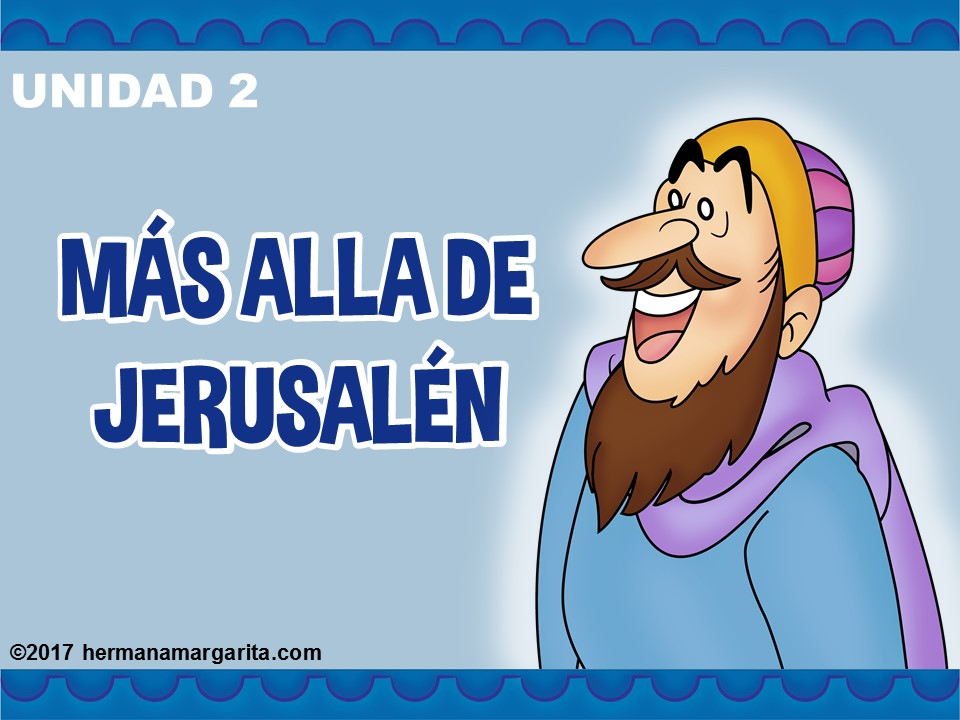 UNIDAD 2
MÁS ALLA DE
JERUSALÉN
©2017 hermanamargarita.com